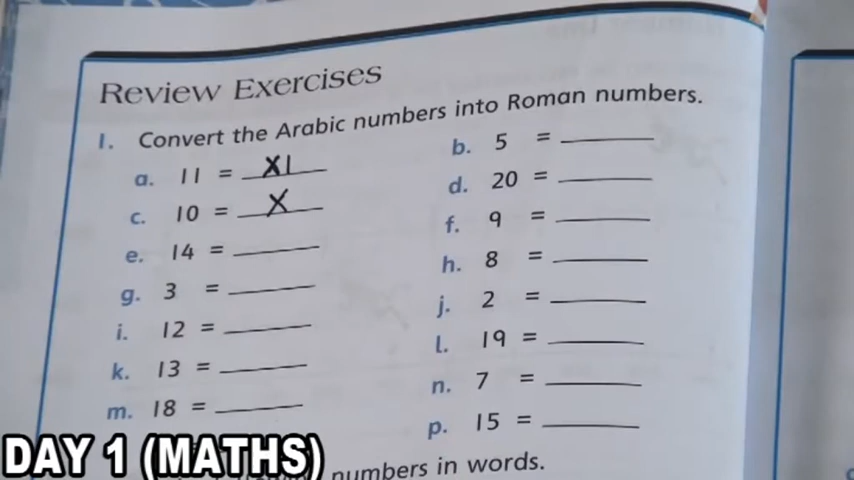 Review Exercises
1. Convert the Arabic numbers into Roman numbers.
a. 11 = XI
b. 5 =
c. 10 = X
d. 20 =
e. 14 =
f. 9 =
g. 3 =
h. 8 =
i. 12 =
j. 2 =
k. 13 =
l. 19 =
m. 18 =
n. 7 =
p. 15 =
numbers in words.
DAY 1 (MATHS)